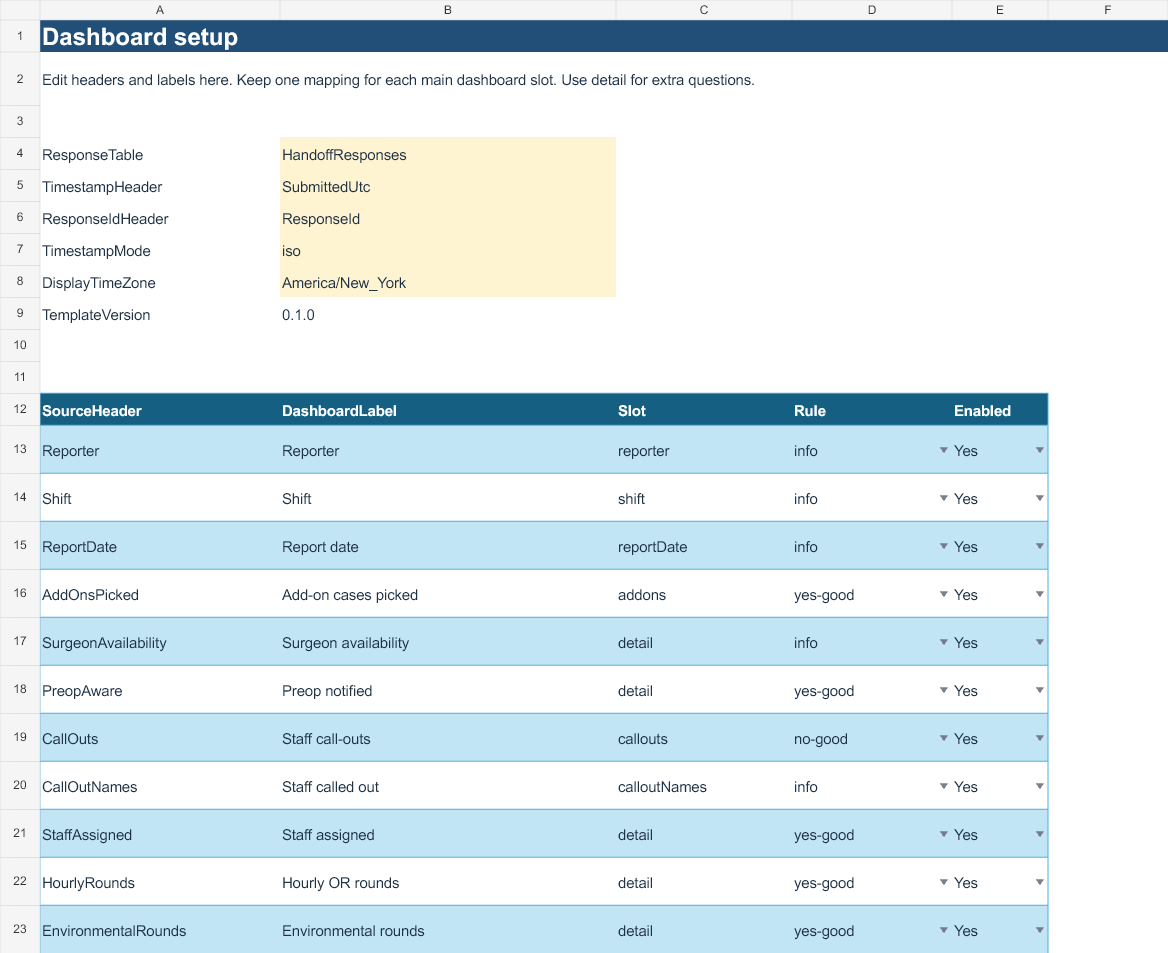 A B C D E F
1 Dashboard setup
2 Edit headers and labels here. Keep one mapping for each main dashboard slot. Use detail for extra questions.
3
4 ResponseTable HandoffResponses
5 TimestampHeader SubmittedUtc
6 ResponseIdHeader ResponseId
7 TimestampMode iso
8 DisplayTimeZone America/New_York
9 TemplateVersion 0.1.0
10
11
12 SourceHeader DashboardLabel Slot Rule Enabled
13 Reporter Reporter reporter info Yes
14 Shift Shift shift info Yes
15 ReportDate Report date reportDate info Yes
16 AddOnsPicked Add-on cases picked addons yes-good Yes
17 SurgeonAvailability Surgeon availability detail info Yes
18 PreopAware Preop notified detail yes-good Yes
19 CallOuts Staff call-outs callouts no-good Yes
20 CallOutNames Staff called out calloutNames info Yes
21 StaffAssigned Staff assigned detail yes-good Yes
22 HourlyRounds Hourly OR rounds detail yes-good Yes
23 EnvironmentalRounds Environmental rounds detail yes-good Yes